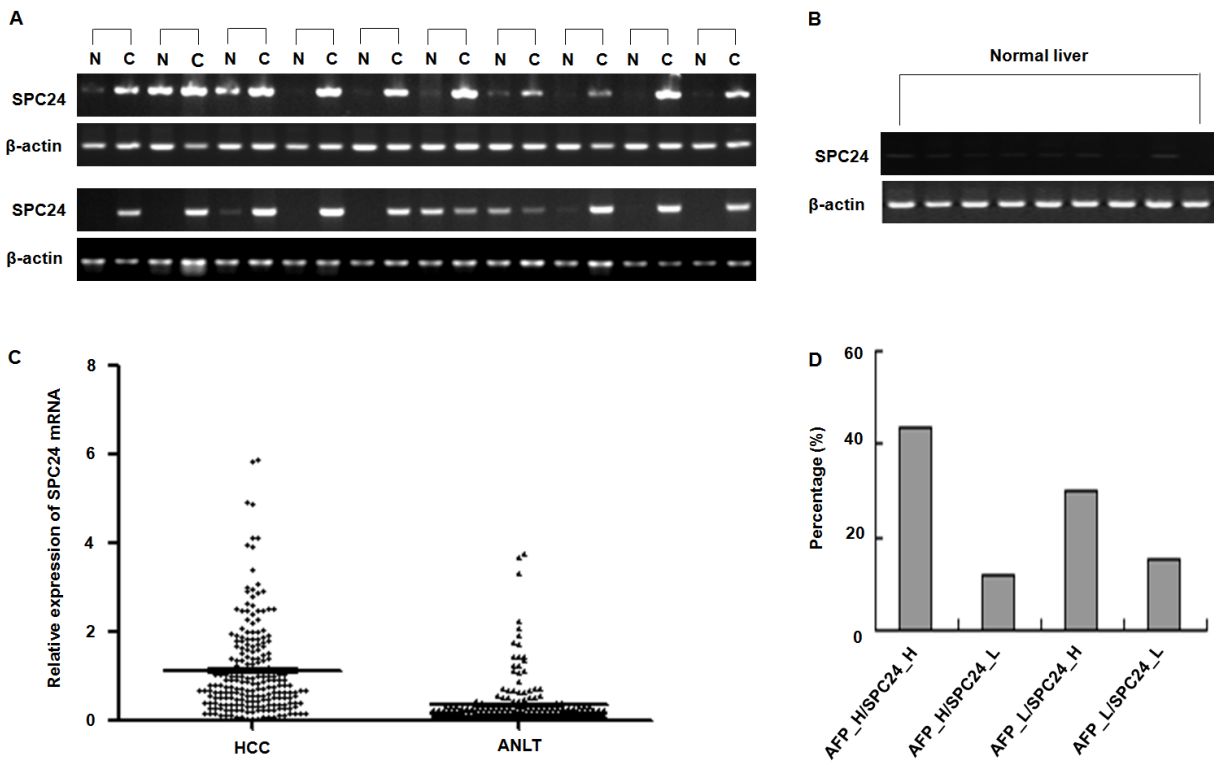 A
N C N C N C N C N C N C N C N C N C N C
SPC24
β-actin
SPC24
β-actin
B
Normal liver
SPC24
β-actin
C
Relative expression of SPC24 mRNA
8
6
4
2
0
HCC ANLT
D
Percentage (%)
60
40
20
0
AFP_H/SPC24_H
AFP_H/SPC24_L
AFP_L/SPC24_H
AFP_L/SPC24_L